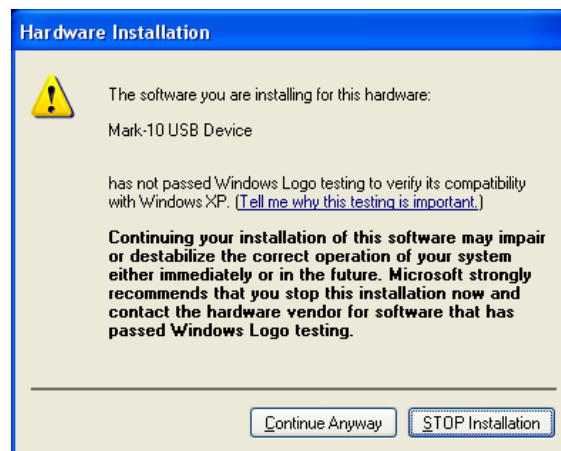 Hardware Installation
The software you are installing for this hardware:
Mark-10 USB Device
has not passed Windows Logo testing to verify its compatibility
with Windows XP. (Tell me why this testing is important.)
Continuing your installation of this software may impair
or destabilize the correct operation of your system
either immediately or in the future. Microsoft strongly
recommends that you stop this installation now and
contact the hardware vendor for software that has
passed Windows Logo testing.
Continue Anyway
STOP Installation